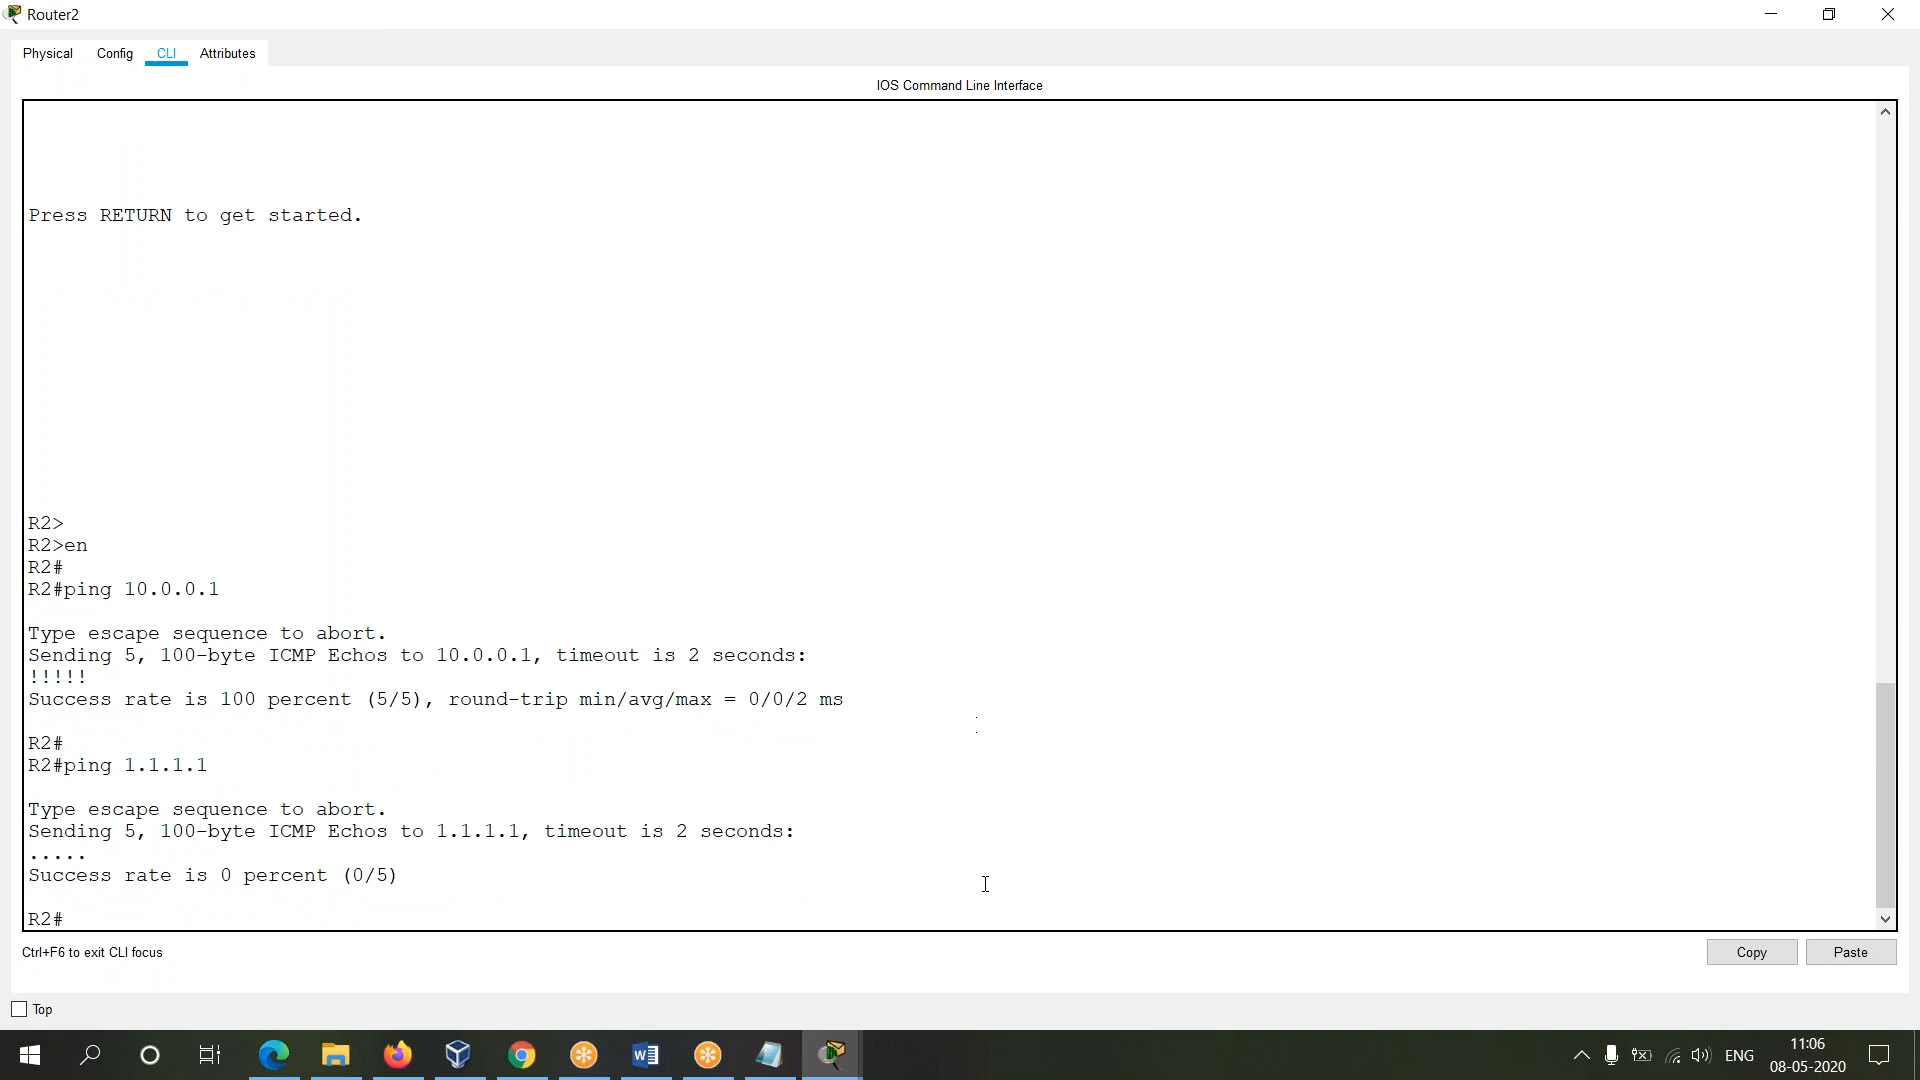 Router2
Physical Config CLI Attributes
IOS Command Line Interface
Press RETURN to get started.
R2>
R2>en
R2#
R2#ping 10.0.0.1
Type escape sequence to abort.
Sending 5, 100-byte ICMP Echos to 10.0.0.1, timeout is 2 seconds:
!!!!!
Success rate is 100 percent (5/5), round-trip min/avg/max = 0/0/2 ms
R2#
R2#ping 1.1.1.1
Type escape sequence to abort.
Sending 5, 100-byte ICMP Echos to 1.1.1.1, timeout is 2 seconds:
.....
Success rate is 0 percent (0/5)
R2#
Ctrl+F6 to exit CLI focus
Copy Paste
Top
ENG
11:06
08-05-2020